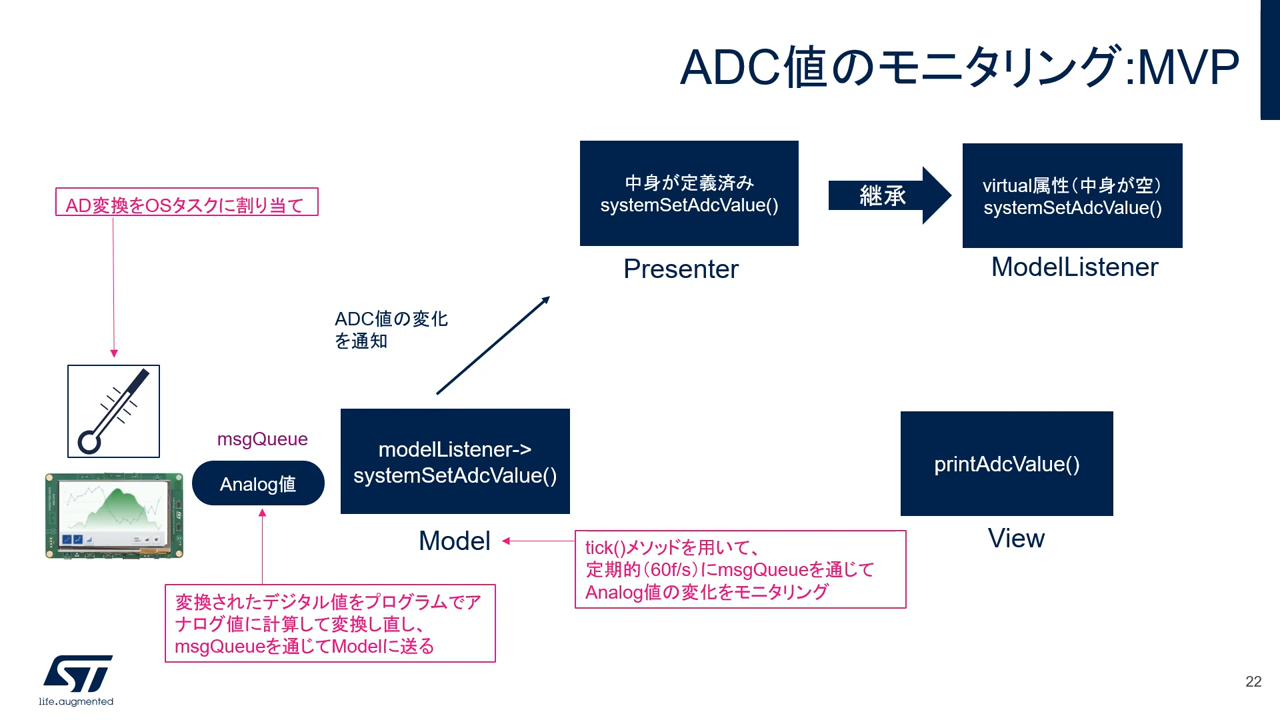 ADC値のモニタリング:MVP
AD変換をOSタスクに割り当て
中身が定義済み
systemSetAdcValue()
Presenter
継承
virtual属性（中身が空）
systemSetAdcValue()
ModelListener
ADC値の変化
を通知
msgQueue
Analog値
modelListener->
systemSetAdcValue()
Model
printAdcValue()
View
tick()メソッドを用いて、
定期的（60f/s）にmsgQueueを通じて
Analog値の変化をモニタリング
変換されたデジタル値をプログラムでア
ナログ値に計算して変換し直し、
msgQueueを通じてModelに送る
ST
life.augmented
22